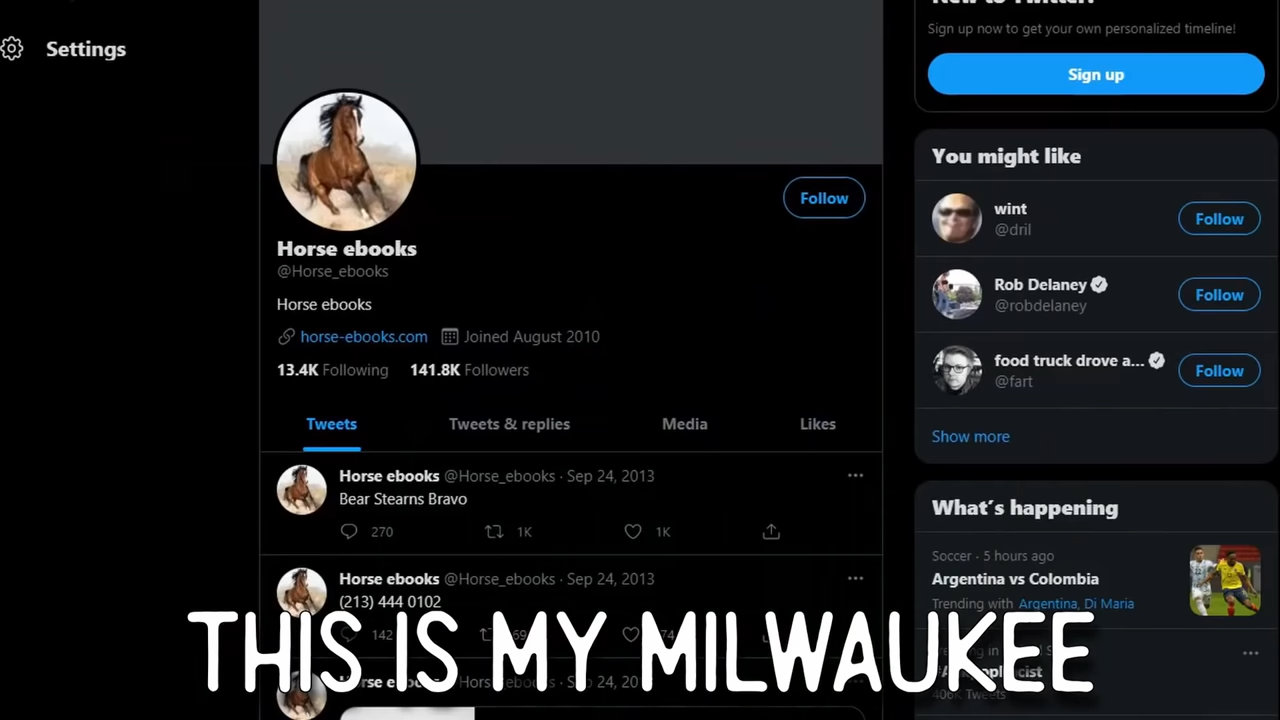 Settings
Horse ebooks
@Horse_ebooks
Horse ebooks
horse-ebooks.com Joined August 2010
13.4K Following 141.8K Followers
Follow
Tweets Tweets & replies Media Likes
Horse ebooks @Horse_ebooks · Sep 24, 2013
Bear Stearns Bravo
270 1K 1K
Horse ebooks @Horse_ebooks · Sep 24, 2013
(213) 444 0102
142
THIS IS MY MILWAUKEE
Sign up now to get your own personalized timeline!
Sign up
You might like
wint
@dril
Follow
Rob Delaney
@robdelaney
Follow
food truck drove a...
@fart
Follow
Show more
What's happening
Soccer · 5 hours ago
Argentina vs Colombia
Trending with Argentina, Di Maria
406K Tweets